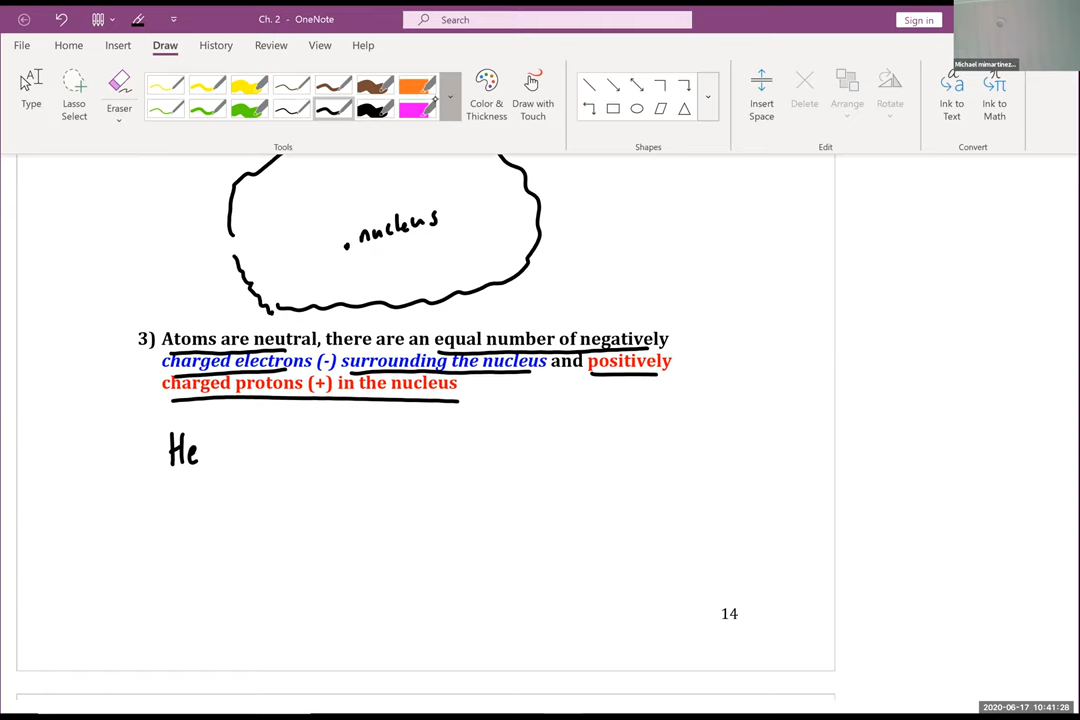 Ch. 2 - OneNote
Search
Sign in
File Home Insert Draw History Review View Help
Michael mimartinez...
Type
Lasso Select
Eraser
Color & Thickness
Draw with Touch
Insert Space
Delete
Arrange
Rotate
Ink to Text
Ink to Math
Tools
Shapes
Edit
Convert
nucleus
3) Atoms are neutral, there are an equal number of negatively
charged electrons (-) surrounding the nucleus and positively
charged protons (+) in the nucleus
He
14
2020-06-17 10:41:28